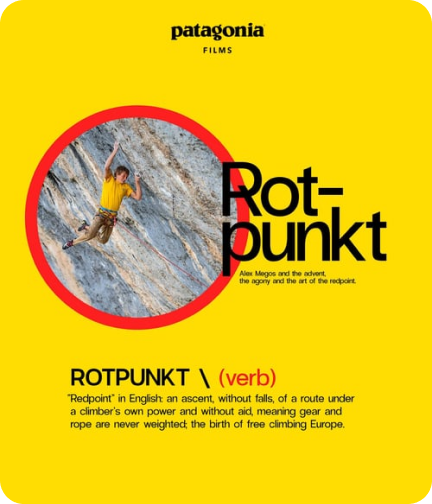 patagonia
FILMS
Rot-
punkt
Alex Megos and the advent,
the agony and the art of the redpoint.
ROTPUNKT \ (verb)
"Redpoint" in English: an ascent, without falls, of a route under
a climber's own power and without aid, meaning gear and
rope are never weighted; the birth of free climbing Europe.